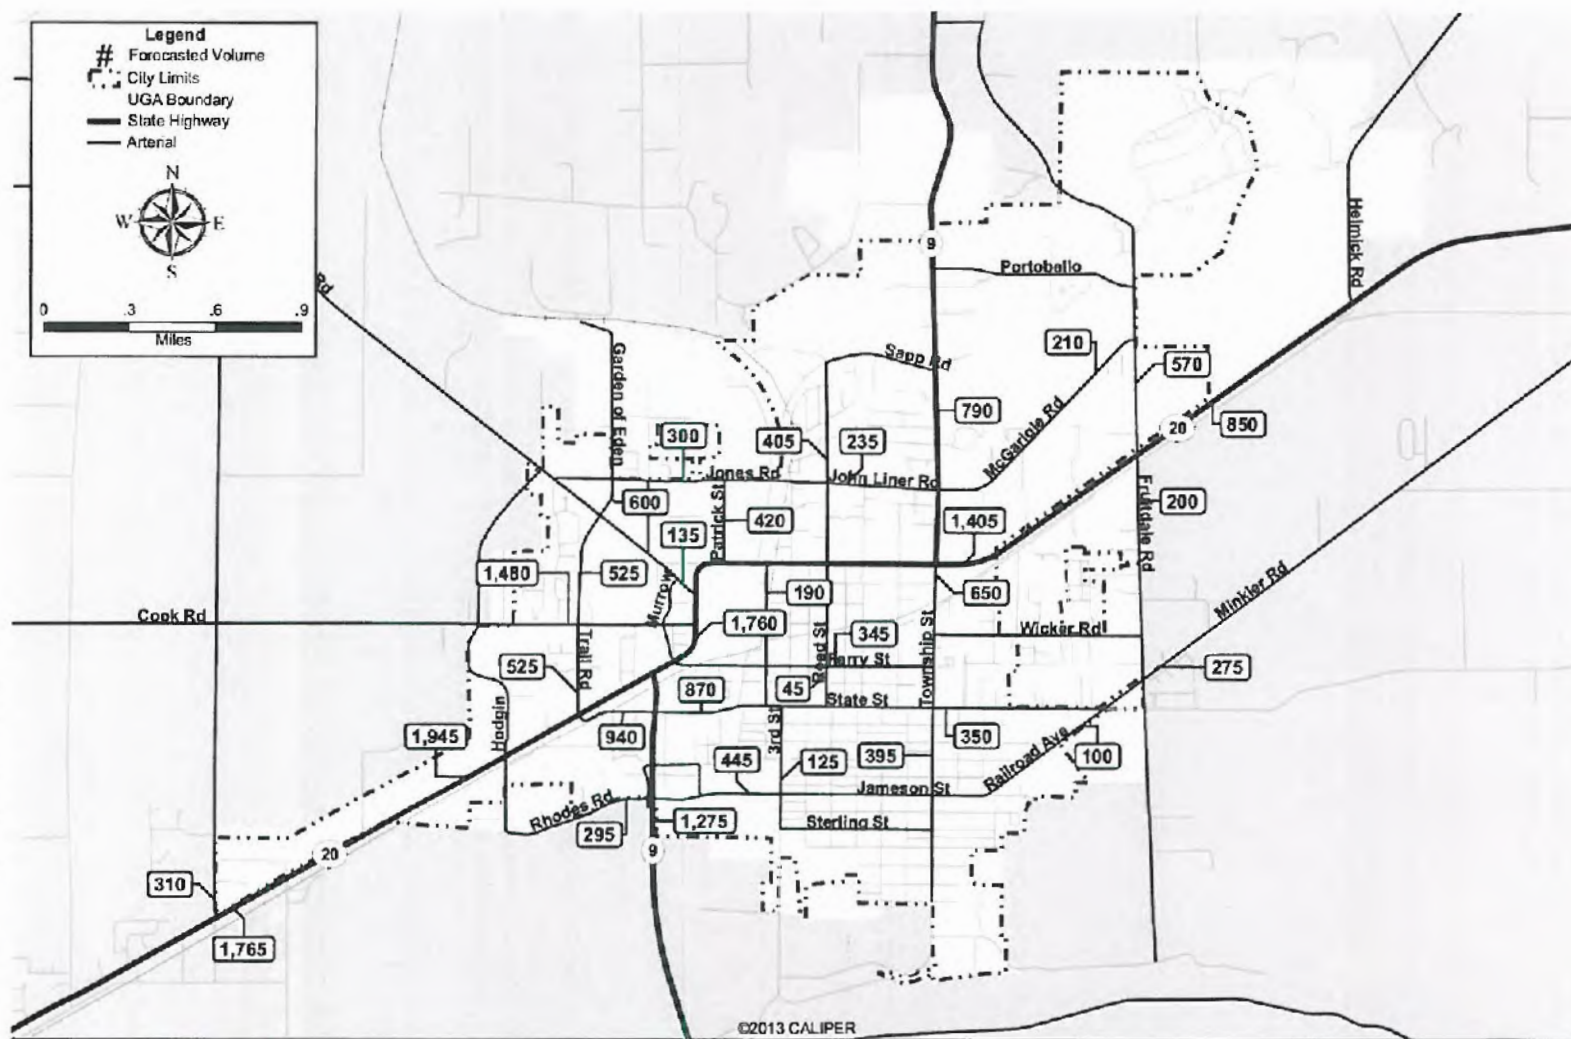 Legend
# Forecasted Volume
City Limits
UGA Boundary
State Highway
Arterial
N
W E
S
0 .3 .6 .9
Miles
Rd
9
Portobello
Helmick Rd
Garden of Eden
Sapp Rd
210
570
790
McGarigle Rd
850
20
300
405
235
Jones Rd
John Liner Rd
600
Patrick St
420
1,405
Fruitdale Rd
200
135
1,480
525
190
650
Minkler Rd
Cook Rd
Murrow
1,760
Reed St
345
Township St
Wicker Rd
525
Trail Rd
Ferry St
275
870
45
State St
Hodgin
1,945
940
3rd St
350
445
125
395
Railroad Ave
100
Jameson St
Rhodes Rd
295
1,275
Sterling St
20
9
310
1,765
©2013 CALIPER